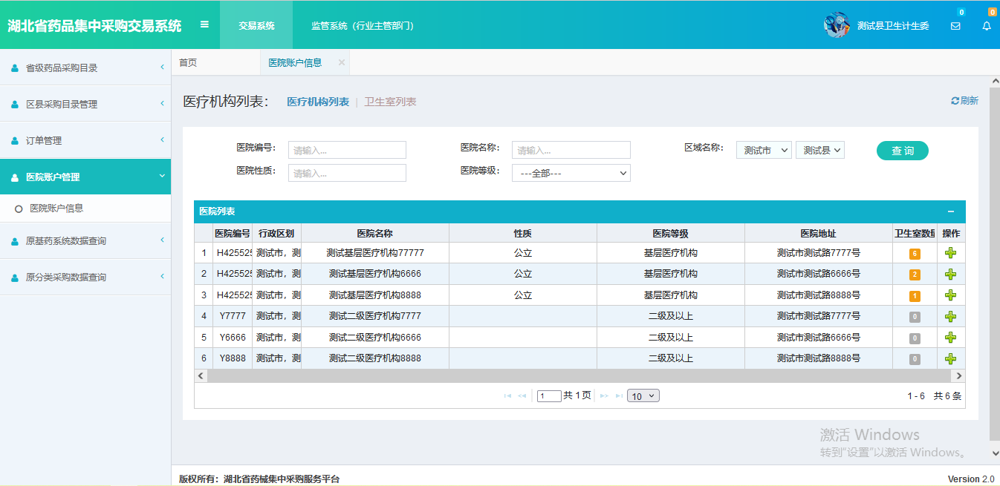 湖北省药品集中采购交易系统 交易系统 监管系统（行业主管部门） 测试县卫生计生委 0 0
省级药品采购目录
区县采购目录管理
订单管理
医院账户管理
医院账户信息
原基药系统数据查询
原分类采购数据查询
首页 医院账户信息
医疗机构列表： 医疗机构列表 | 卫生室列表 刷新
医院编号： 请输入... 医院名称： 请输入... 区域名称： 测试市 测试县 查 询
医院性质： 请输入... 医院等级： ---全部---
医院列表
医院编号 行政区划 医院名称 性质 医院等级 医院地址 卫生室数量 操作
1 H425525 测试市，测 测试基层医疗机构77777 公立 基层医疗机构 测试市测试路7777号 6
2 H425525 测试市，测 测试基层医疗机构6666 公立 基层医疗机构 测试市测试路6666号 2
3 H425525 测试市，测 测试基层医疗机构8888 公立 基层医疗机构 测试市测试路8888号 1
4 Y7777 测试市，测 测试二级医疗机构7777 二级及以上 测试市测试路7777号 0
5 Y6666 测试市，测 测试二级医疗机构6666 二级及以上 测试市测试路6666号 0
6 Y8888 测试市，测 测试二级医疗机构8888 二级及以上 测试市测试路8888号 0
1 共 1 页 10 1 - 6 共 6 条
激活 Windows
转到"设置"以激活 Windows。
版权所有：湖北省药械集中采购服务平台 Version 2.0